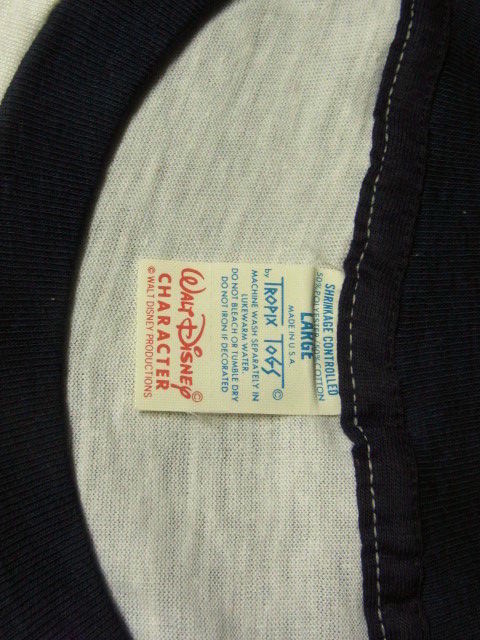 SHRINKAGE CONTROLLED
50% POLYESTER/50% COTTON
LARGE
MADE IN U.S.A.
by TROPIX TOGS ©
MACHINE WASH SEPARATELY IN
LUKEWARM WATER.
DO NOT BLEACH OR TUMBLE DRY
DO NOT IRON IF DECORATED
WALT DISNEY ©
CHARACTER
© WALT DISNEY PRODUCTIONS